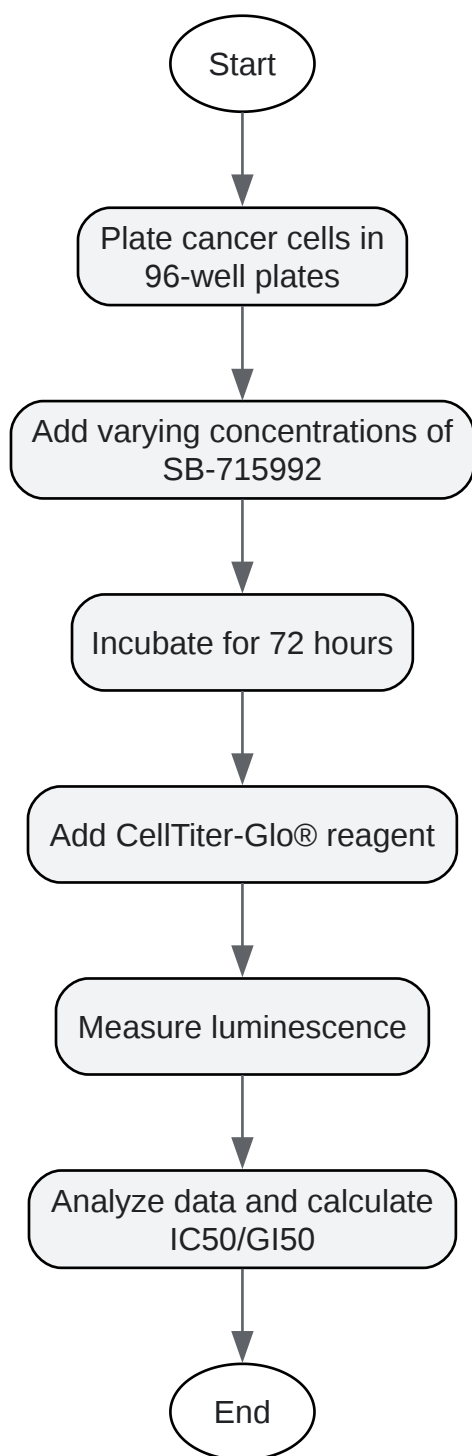 Start
Plate cancer cells in
96-well plates
Add varying concentrations of
SB-715992
Incubate for 72 hours
Add CellTiter-Glo® reagent
Measure luminescence
Analyze data and calculate
IC50/GI50
End